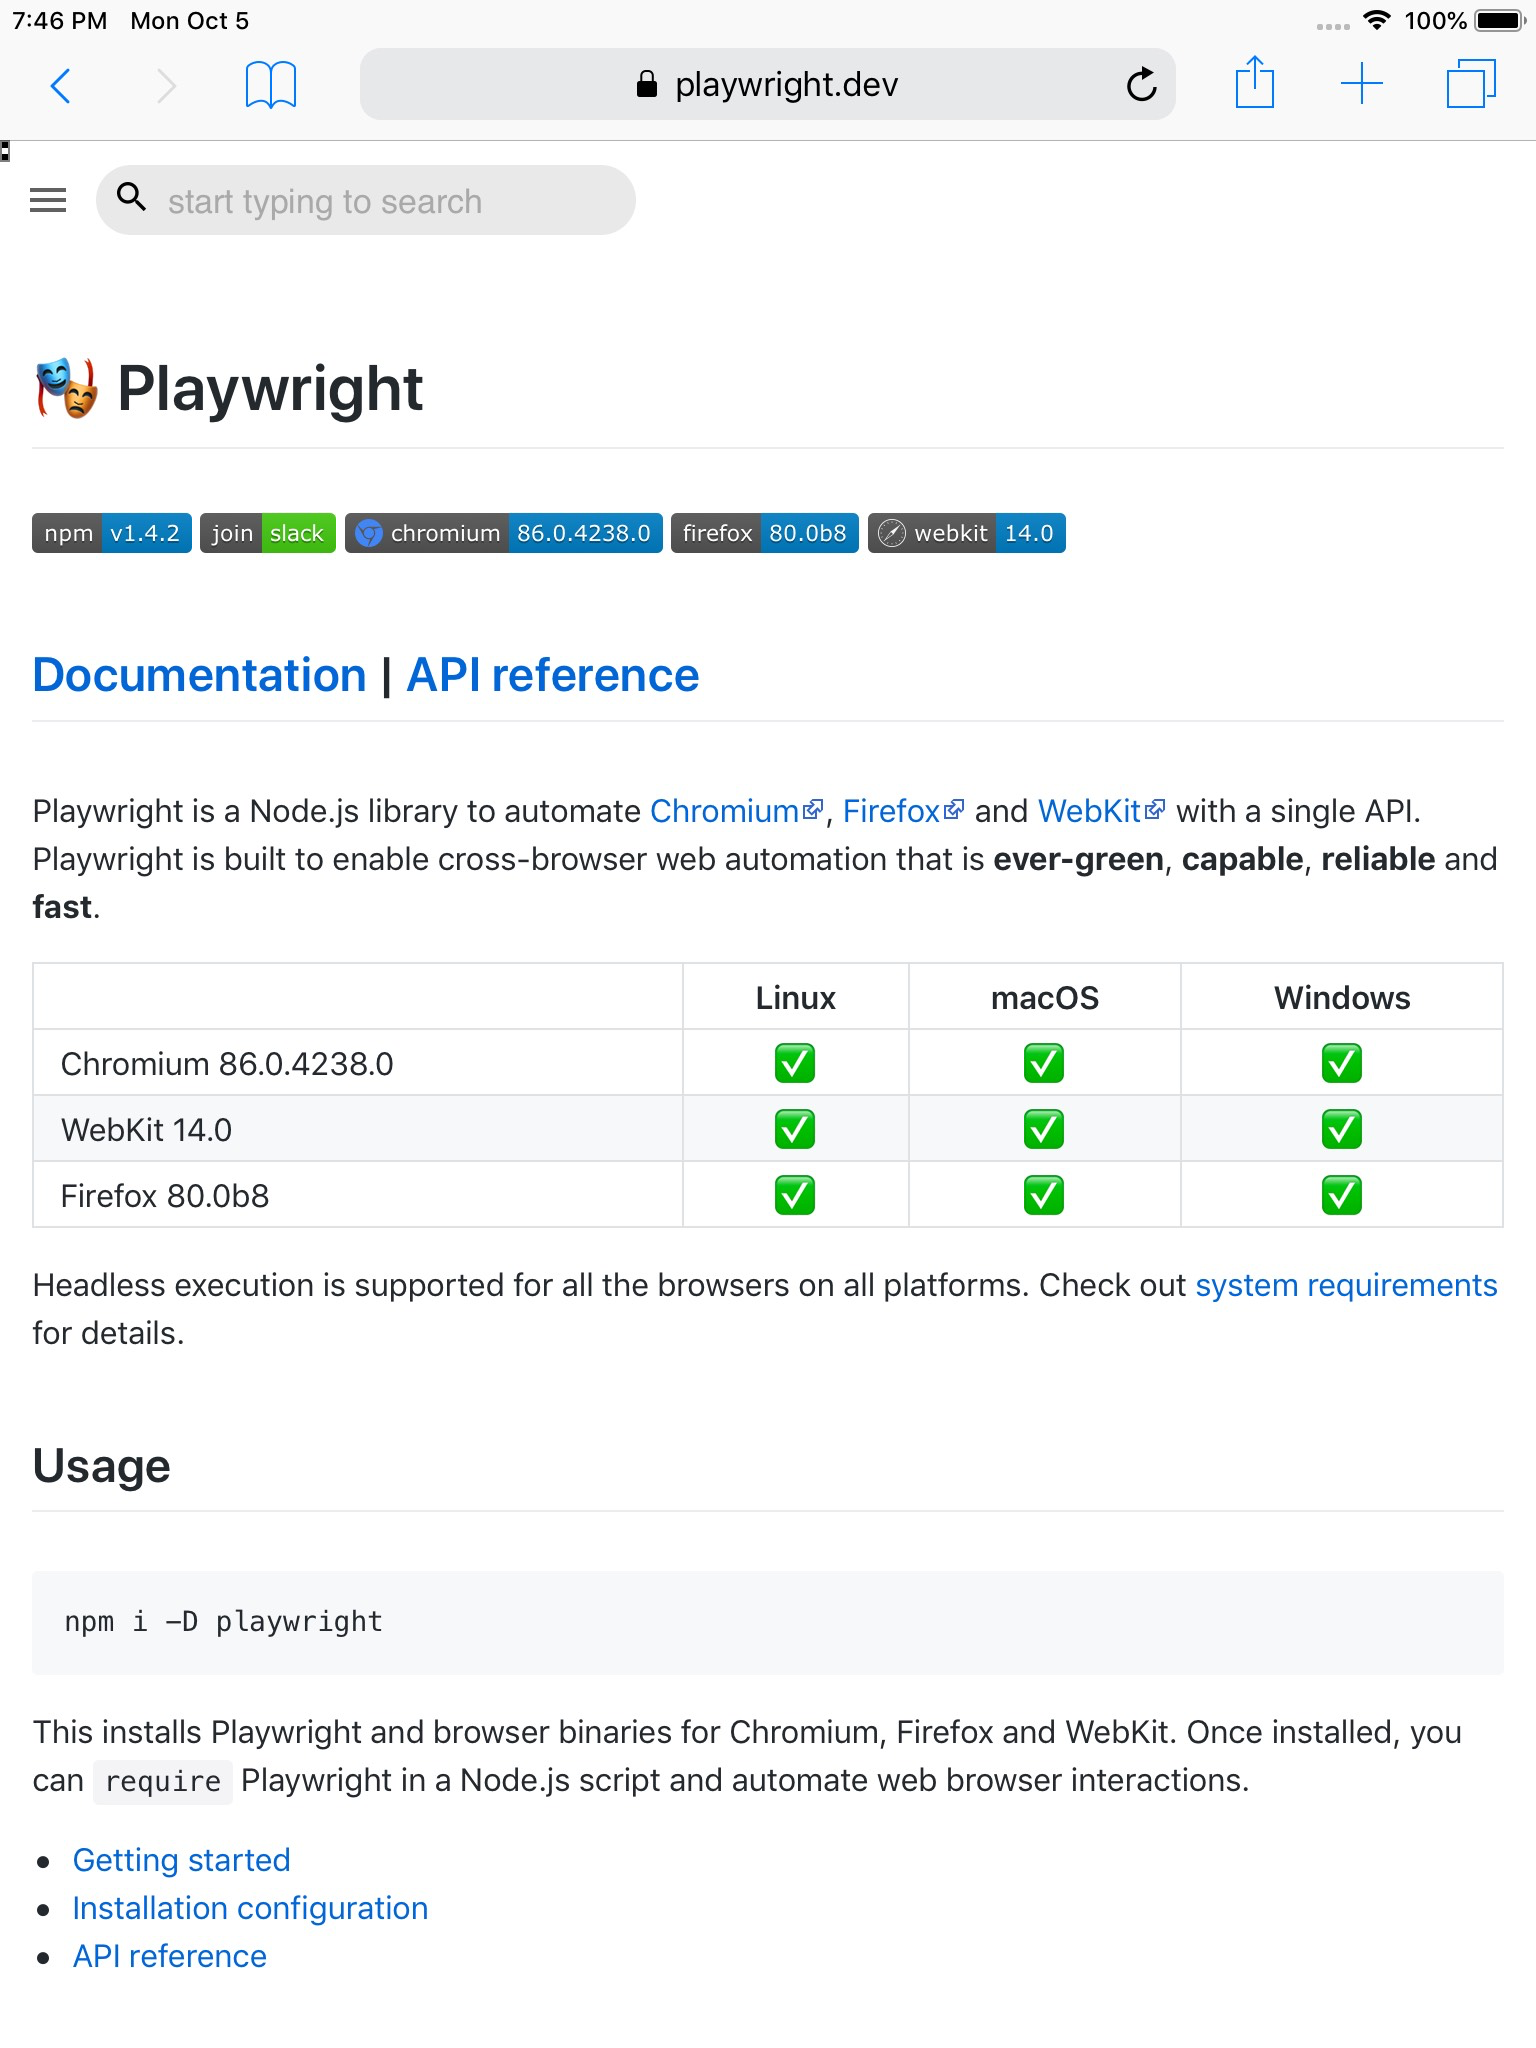 7:46 PM Mon Oct 5 100%
playwright.dev
start typing to search
🎭 Playwright
npm v1.4.2 join slack chromium 86.0.4238.0 firefox 80.0b8 webkit 14.0
Documentation | API reference
Playwright is a Node.js library to automate Chromium, Firefox and WebKit with a single API.
Playwright is built to enable cross-browser web automation that is ever-green, capable, reliable and
fast.
Linux macOS Windows
Chromium 86.0.4238.0 ✅ ✅ ✅
WebKit 14.0 ✅ ✅ ✅
Firefox 80.0b8 ✅ ✅ ✅
Headless execution is supported for all the browsers on all platforms. Check out system requirements
for details.
Usage
npm i -D playwright
This installs Playwright and browser binaries for Chromium, Firefox and WebKit. Once installed, you
can require Playwright in a Node.js script and automate web browser interactions.
• Getting started
• Installation configuration
• API reference